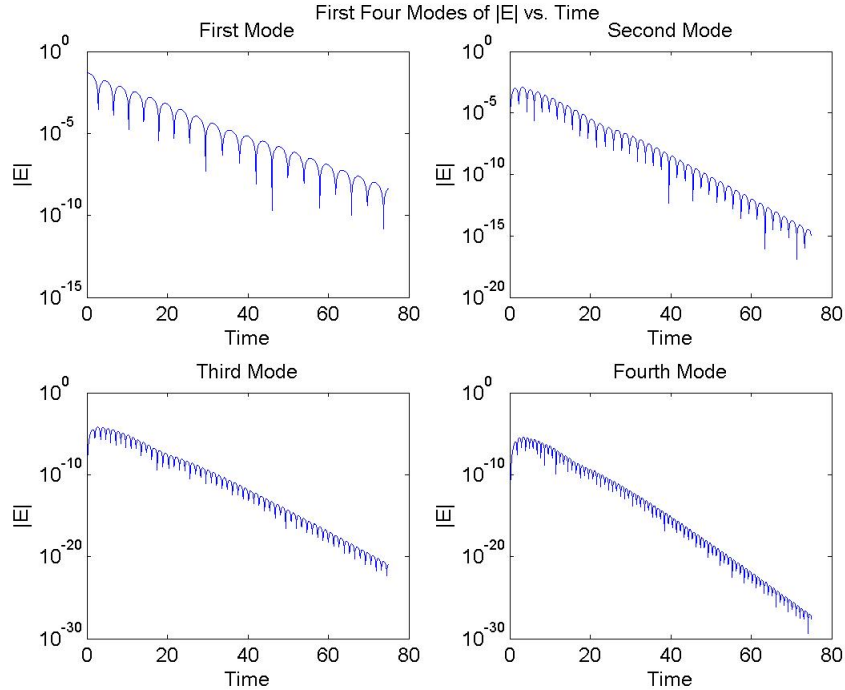 First Four Modes of |E| vs. Time
First Mode
10^0
10^-5
10^-10
10^-15
|E|
0 20 40 60 80
Time
Second Mode
10^0
10^-5
10^-10
10^-15
10^-20
|E|
0 20 40 60 80
Time
Third Mode
10^0
10^-10
10^-20
10^-30
|E|
0 20 40 60 80
Time
Fourth Mode
10^0
10^-10
10^-20
10^-30
|E|
0 20 40 60 80
Time